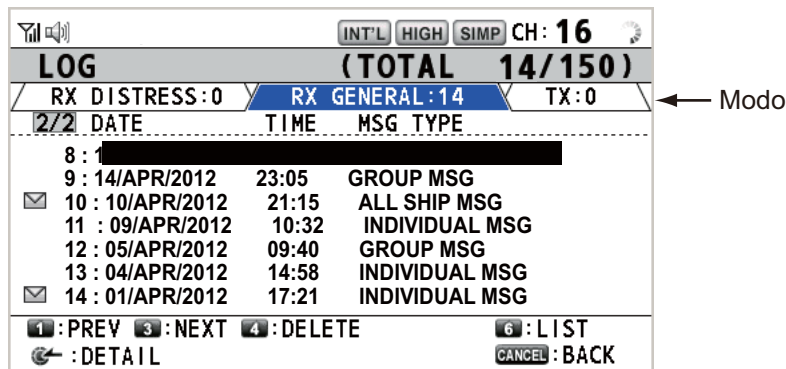 INT'L HIGH SIMP CH: 16
LOG (TOTAL 14/150)
RX DISTRESS:0 RX GENERAL:14 TX:0
Modo
2/2 DATE TIME MSG TYPE
8 : 1
9 : 14/APR/2012 23:05 GROUP MSG
10 : 10/APR/2012 21:15 ALL SHIP MSG
11 : 09/APR/2012 10:32 INDIVIDUAL MSG
12 : 05/APR/2012 09:40 GROUP MSG
13 : 04/APR/2012 14:58 INDIVIDUAL MSG
14 : 01/APR/2012 17:21 INDIVIDUAL MSG
1 :PREV 3 :NEXT 4 :DELETE 6 :LIST
:DETAIL CANCEL :BACK